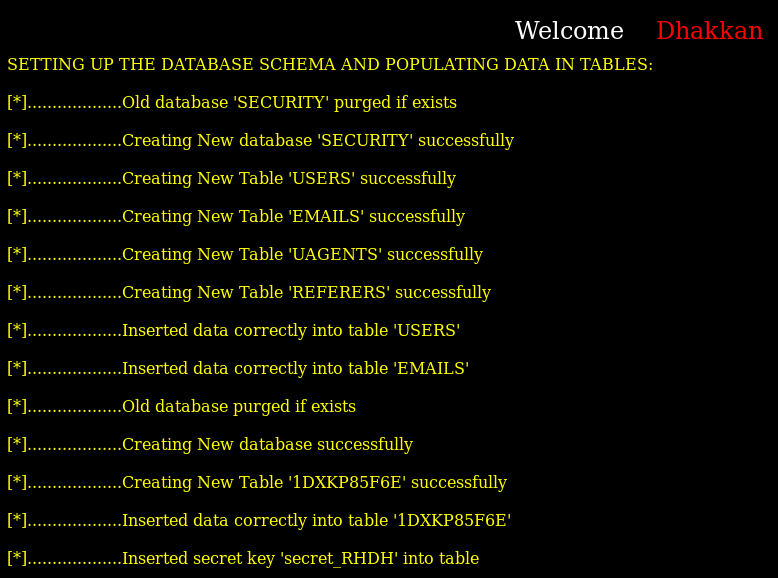 Welcome Dhakkan
SETTING UP THE DATABASE SCHEMA AND POPULATING DATA IN TABLES:
[*]...................Old database 'SECURITY' purged if exists
[*]...................Creating New database 'SECURITY' successfully
[*]...................Creating New Table 'USERS' successfully
[*]...................Creating New Table 'EMAILS' successfully
[*]...................Creating New Table 'UAGENTS' successfully
[*]...................Creating New Table 'REFERERS' successfully
[*]...................Inserted data correctly into table 'USERS'
[*]...................Inserted data correctly into table 'EMAILS'
[*]...................Old database purged if exists
[*]...................Creating New database successfully
[*]...................Creating New Table '1DXKP85F6E' successfully
[*]...................Inserted data correctly into table '1DXKP85F6E'
[*]...................Inserted secret key 'secret_RHDH' into table